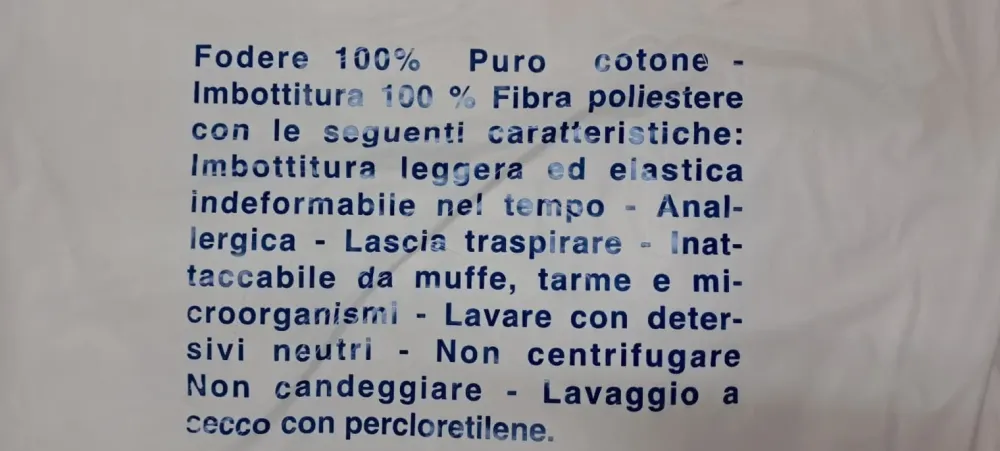 Fodere 100% Puro cotone -
Imbottitura 100 % Fibra poliestere
con le seguenti caratteristiche:
Imbottitura leggera ed elastica
indeformabile nel tempo - Anal-
lergica - Lascia traspirare - Inat-
taccabile da muffe, tarme e mi-
croorganismi - Lavare con deter-
sivi neutri - Non centrifugare
Non candeggiare - Lavaggio a
secco con percloretilene.